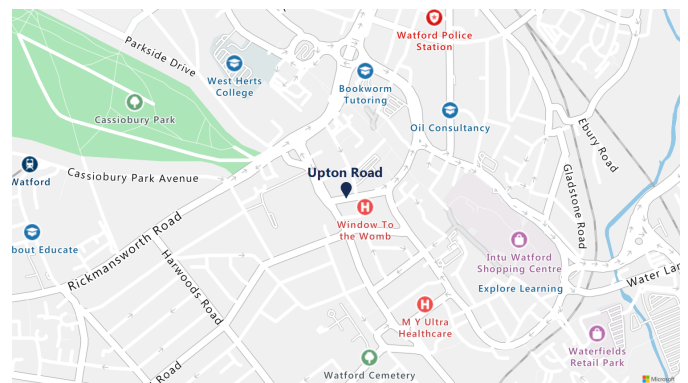 Parkside Drive
Watford Police
Station
West Herts
College
Bookworm
Tutoring
Oil Consultancy
Cassiobury Park
Ebury Road
Watford
Cassiobury Park Avenue
Upton Road
Gladstone Road
Window To
the Womb
Rickmansworth Road
bout Educate
Intu Watford
Shopping Centre
Harwoods Road
Water Lan
Explore Learning
M Y Ultra
Healthcare
Waterfields
Retail Park
Road
Watford Cemetery
Microsoft